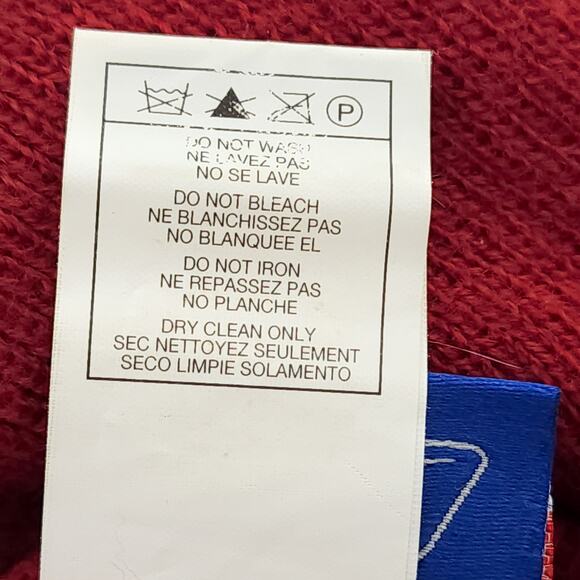 P
DO NOT WASH
NE LAVEZ PAS
NO SE LAVE
DO NOT BLEACH
NE BLANCHISSEZ PAS
NO BLANQUEE EL
DO NOT IRON
NE REPASSEZ PAS
NO PLANCHE
DRY CLEAN ONLY
SEC NETTOYEZ SEULEMENT
SECO LIMPIE SOLAMENTO